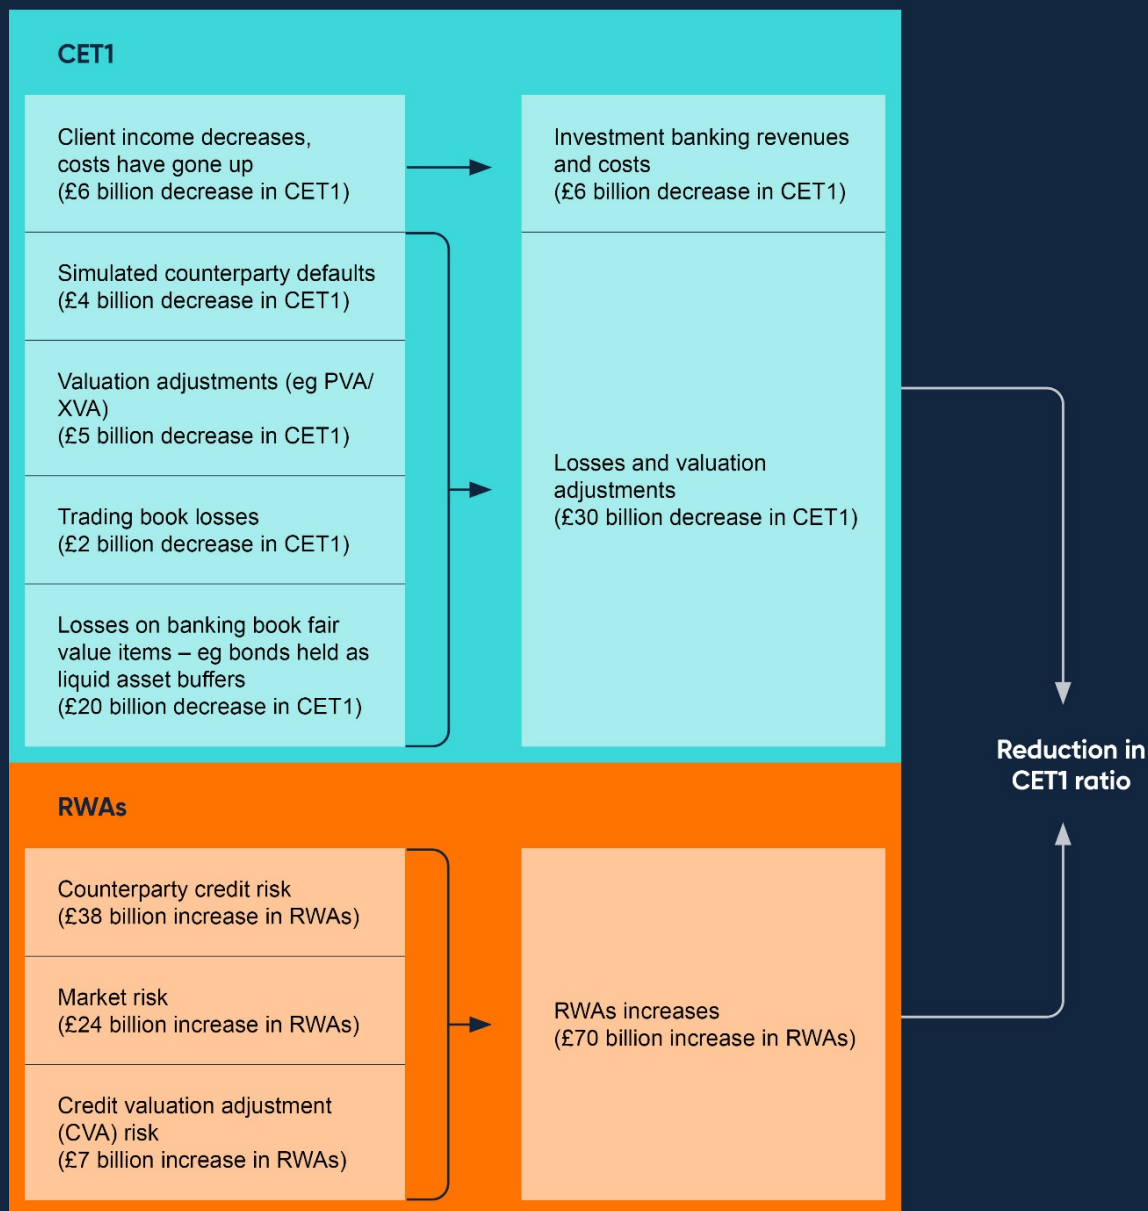 CET1
Client income decreases,
costs have gone up
(£6 billion decrease in CET1)
Investment banking revenues
and costs
(£6 billion decrease in CET1)
Simulated counterparty defaults
(£4 billion decrease in CET1)
Valuation adjustments (eg PVA/
XVA)
(£5 billion decrease in CET1)
Trading book losses
(£2 billion decrease in CET1)
Losses on banking book fair
value items – eg bonds held as
liquid asset buffers
(£20 billion decrease in CET1)
Losses and valuation
adjustments
(£30 billion decrease in CET1)
RWAs
Counterparty credit risk
(£38 billion increase in RWAs)
Market risk
(£24 billion increase in RWAs)
Credit valuation adjustment
(CVA) risk
(£7 billion increase in RWAs)
RWAs increases
(£70 billion increase in RWAs)
Reduction in
CET1 ratio